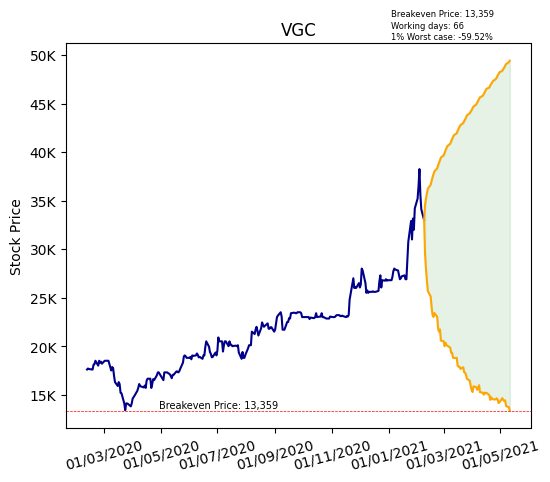 Breakeven Price: 13,359
Working days: 66
1% Worst case: -59.52%
VGC
Stock Price
50K
45K
40K
35K
30K
25K
20K
15K
Breakeven Price: 13,359
01/03/2020 01/05/2020 01/07/2020 01/09/2020 01/11/2020 01/01/2021 01/03/2021 01/05/2021